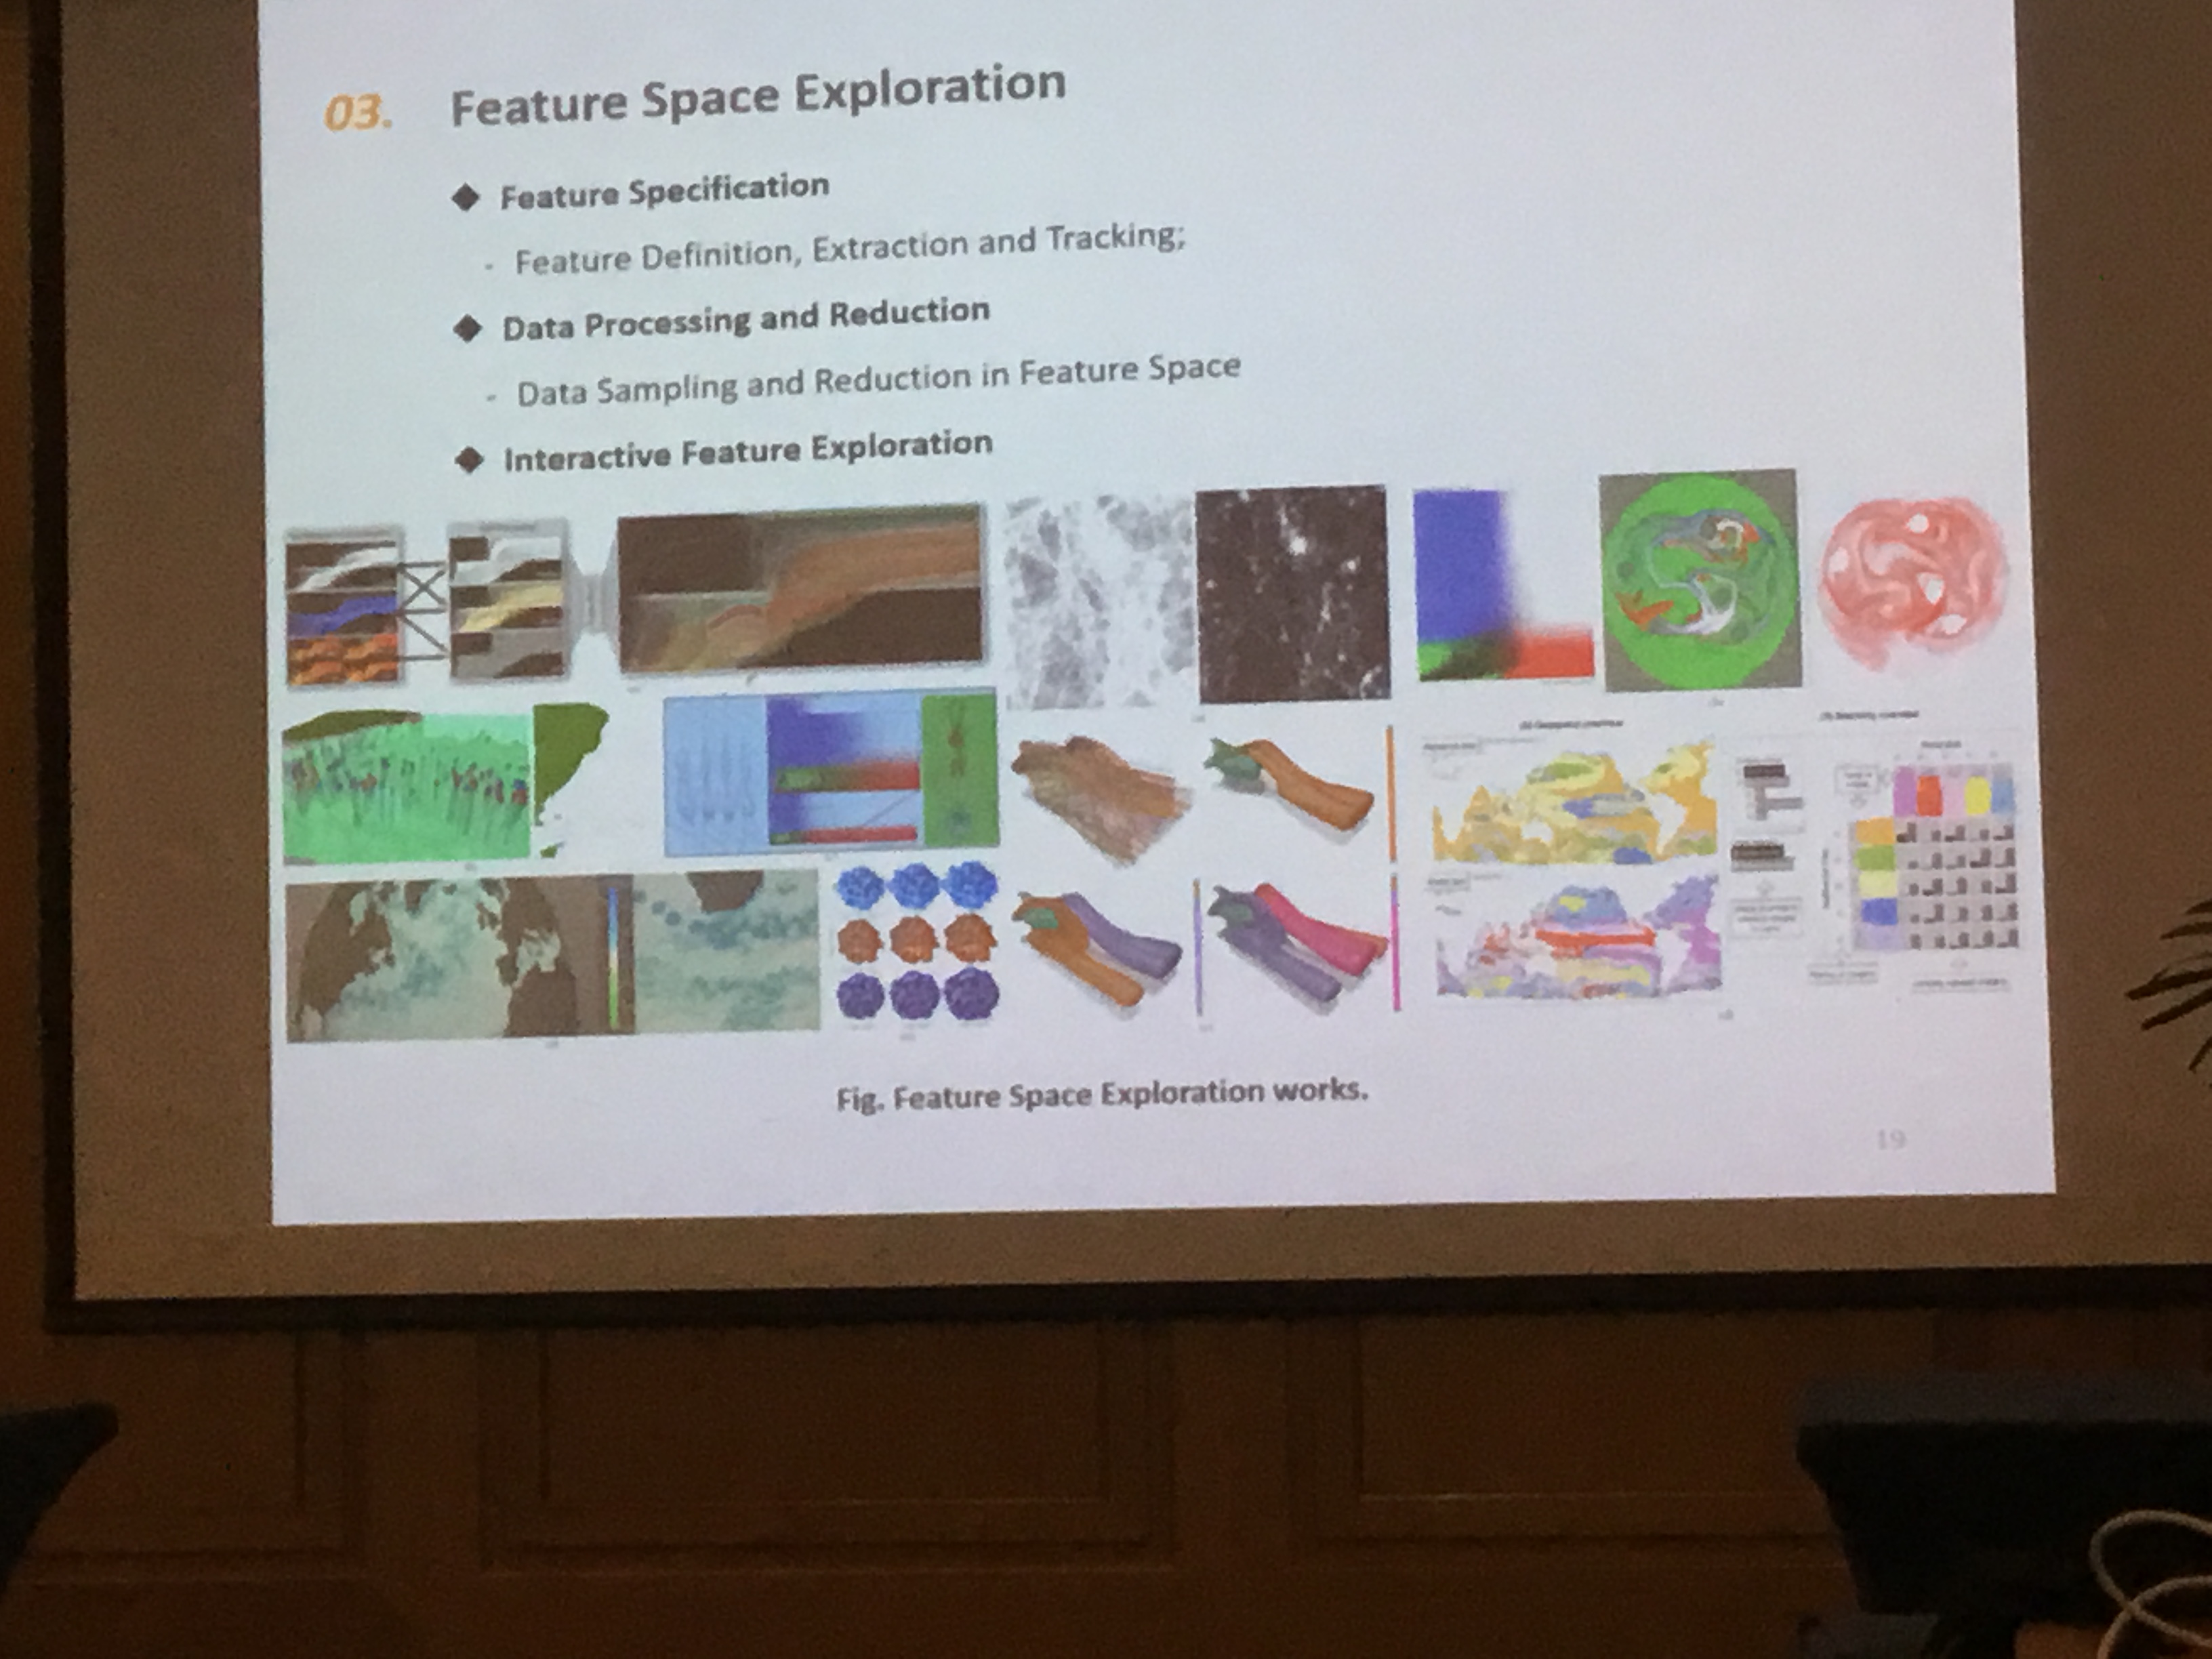 03. Feature Space Exploration
◆ Feature Specification
- Feature Definition, Extraction and Tracking;
◆ Data Processing and Reduction
- Data Sampling and Reduction in Feature Space
◆ Interactive Feature Exploration
Fig. Feature Space Exploration works.
19